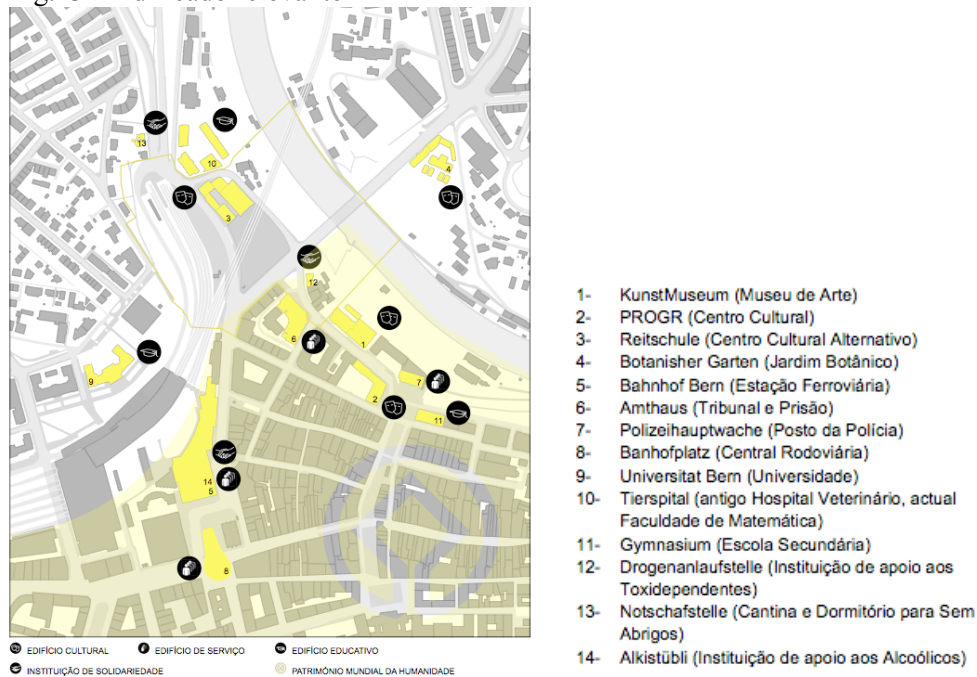 13
10
4
3
12
6
1
9
7
2
11
14
5
8
EDIFÍCIO CULTURAL
EDIFÍCIO DE SERVIÇO
EDIFÍCIO EDUCATIVO
INSTITUIÇÃO DE SOLIDARIEDADE
PATRIMÓNIO MUNDIAL DA HUMANIDADE
1- KunstMuseum (Museu de Arte)
2- PROGR (Centro Cultural)
3- Reitschule (Centro Cultural Alternativo)
4- Botanisher Garten (Jardim Botânico)
5- Bahnhof Bern (Estação Ferroviária)
6- Amthaus (Tribunal e Prisão)
7- Polizeihauptwache (Posto da Polícia)
8- Banhofplatz (Central Rodoviária)
9- Universitat Bern (Universidade)
10- Tierspital (antigo Hospital Veterinário, actual
Faculdade de Matemática)
11- Gymnasium (Escola Secundária)
12- Drogenanlaufstelle (Instituição de apoio aos
Toxidependentes)
13- Notschafstelle (Cantina e Dormitório para Sem
Abrigos)
14- Alkistübli (Instituição de apoio aos Alcoólicos)